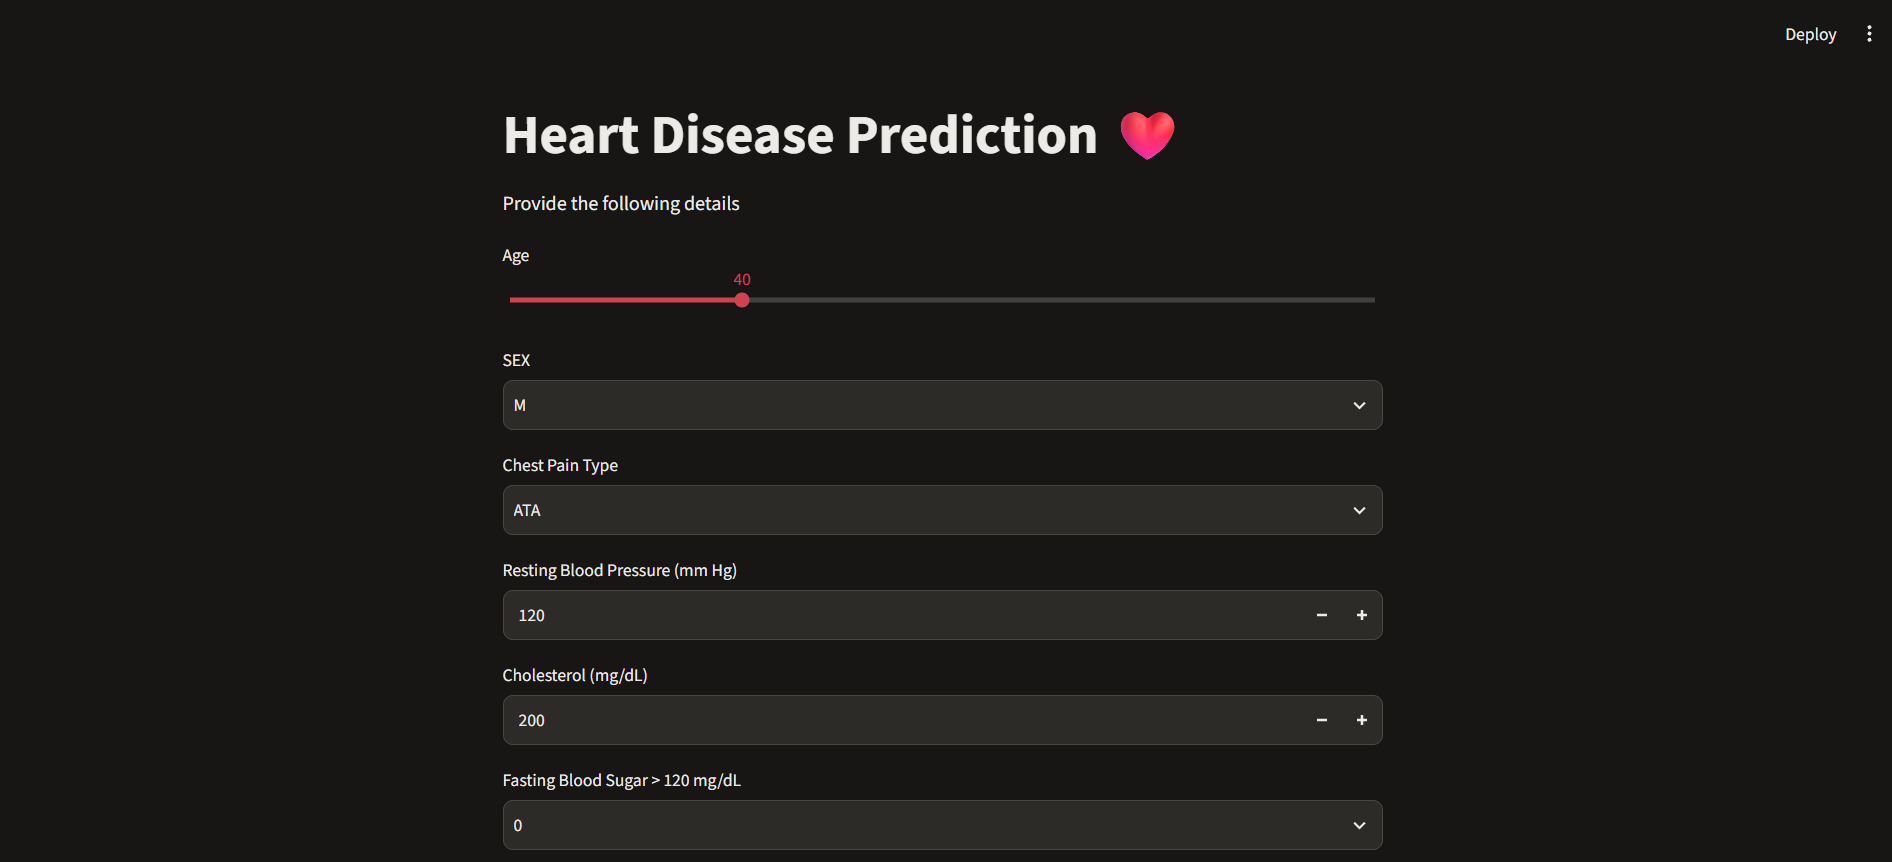 Deploy
Heart Disease Prediction
Provide the following details
Age
40
SEX
M
Chest Pain Type
ATA
Resting Blood Pressure (mm Hg)
120
Cholesterol (mg/dL)
200
Fasting Blood Sugar > 120 mg/dL
0